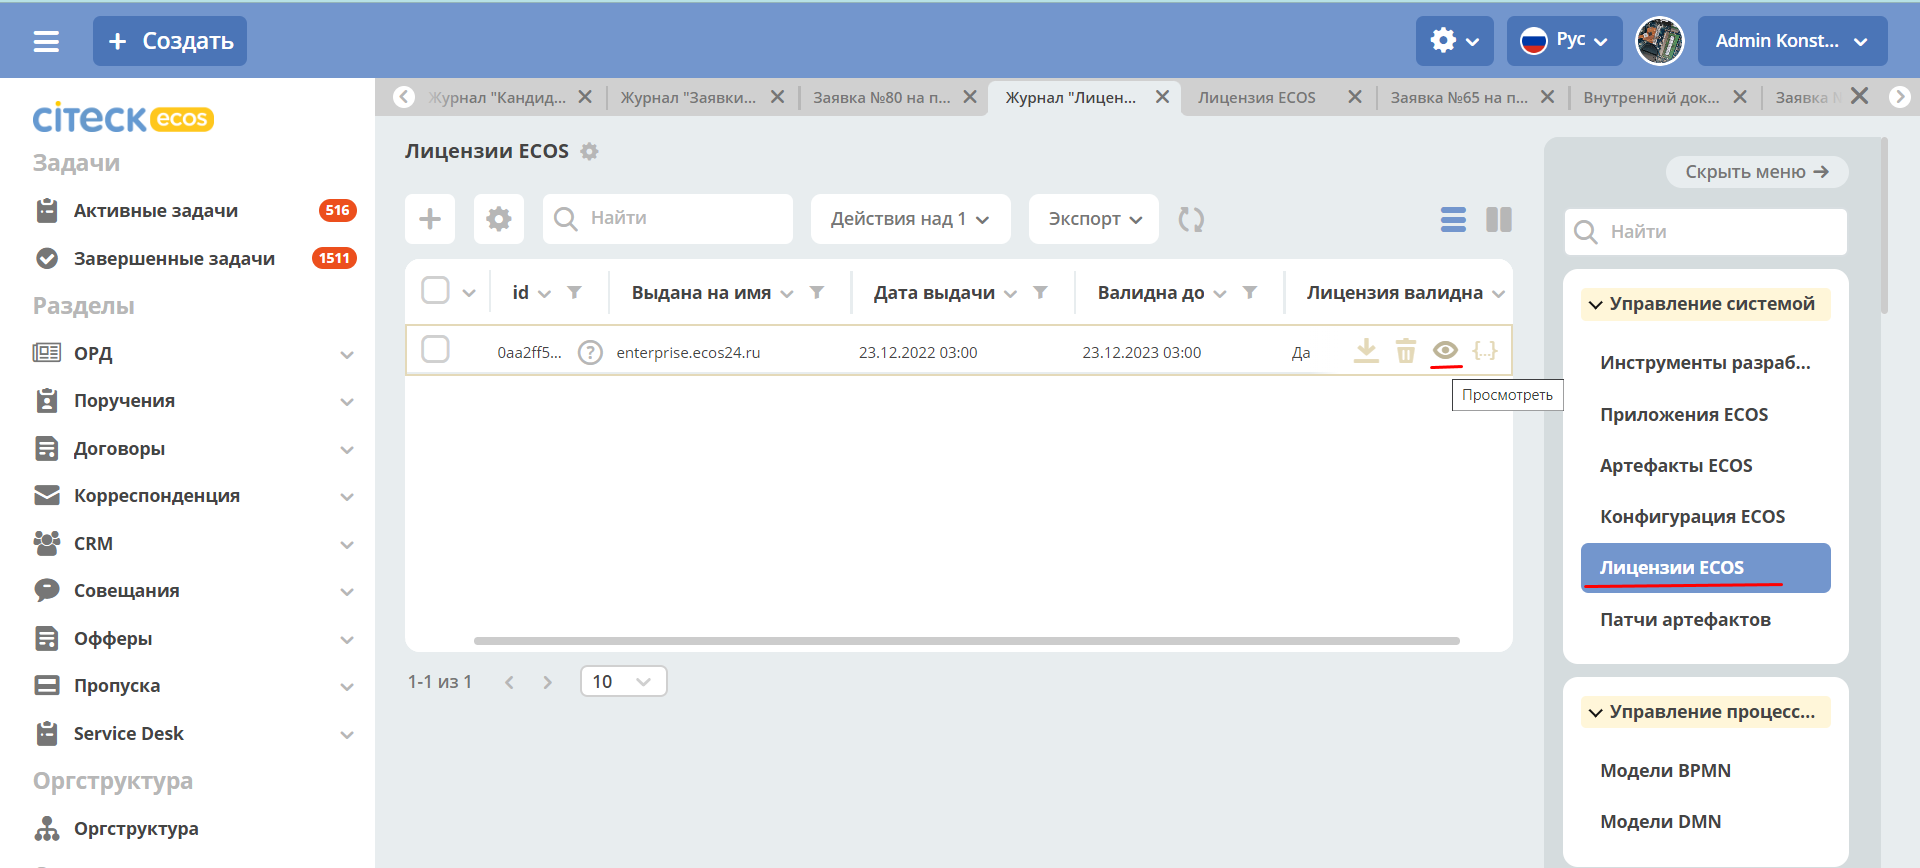 + Создать
Рус
Admin Konst...
citeck ecos
Задачи
Активные задачи 516
Завершенные задачи 1511
Разделы
ОРД
Поручения
Договоры
Корреспонденция
CRM
Совещания
Офферы
Пропуска
Service Desk
Оргструктура
Оргструктура
Журнал "Кандид...
Журнал "Заявки...
Заявка №80 на п...
Журнал "Лицен...
Лицензия ECOS
Заявка №65 на п...
Внутренний док...
Заявка
Лицензии ECOS
Найти
Действия над 1
Экспорт
id
Выдана на имя
Дата выдачи
Валидна до
Лицензия валидна
0aa2ff5...
?
enterprise.ecos24.ru
23.12.2022 03:00
23.12.2023 03:00
Да
{...}
Просмотреть
1-1 из 1
10
Скрыть меню →
Найти
Управление системой
Инструменты разраб...
Приложения ECOS
Артефакты ECOS
Конфигурация ECOS
Лицензии ECOS
Патчи артефактов
Управление процесс...
Модели BPMN
Модели DMN